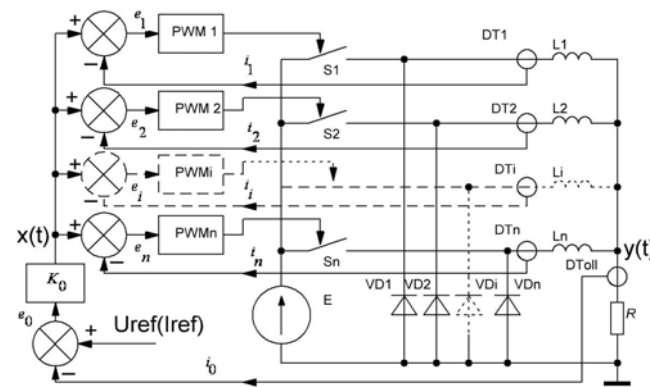 e1 PWM 1 DT1 L1
S1
i1
e2 PWM 2 DT2 L2
S2
i2
ei PWMi DTi Li
ii
x(t) en PWMn DTn Ln y(t)
Sn
in DToll
K0
E VD1 VD2 VDi VDn
e0
Uref(Iref) R
i0